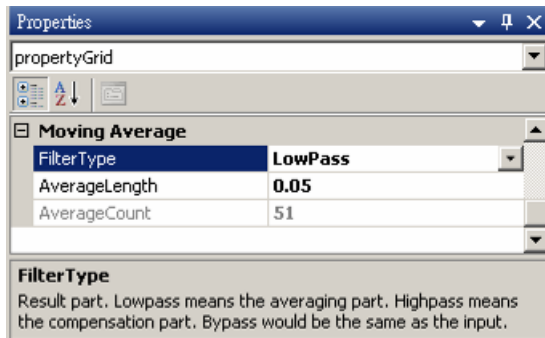 Properties
propertyGrid
Moving Average
FilterType LowPass
AverageLength 0.05
AverageCount 51
FilterType
Result part. Lowpass means the averaging part. Highpass means
the compensation part. Bypass would be the same as the input.